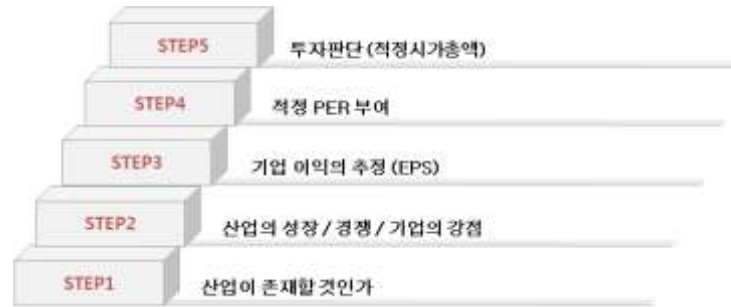 STEP5 투자판단 (적정시가총액)
STEP4 적정 PER 부여
STEP3 기업 이익의 추정 (EPS)
STEP2 산업의 성장 / 경쟁 / 기업의 강점
STEP1 산업이 존재할 것인가